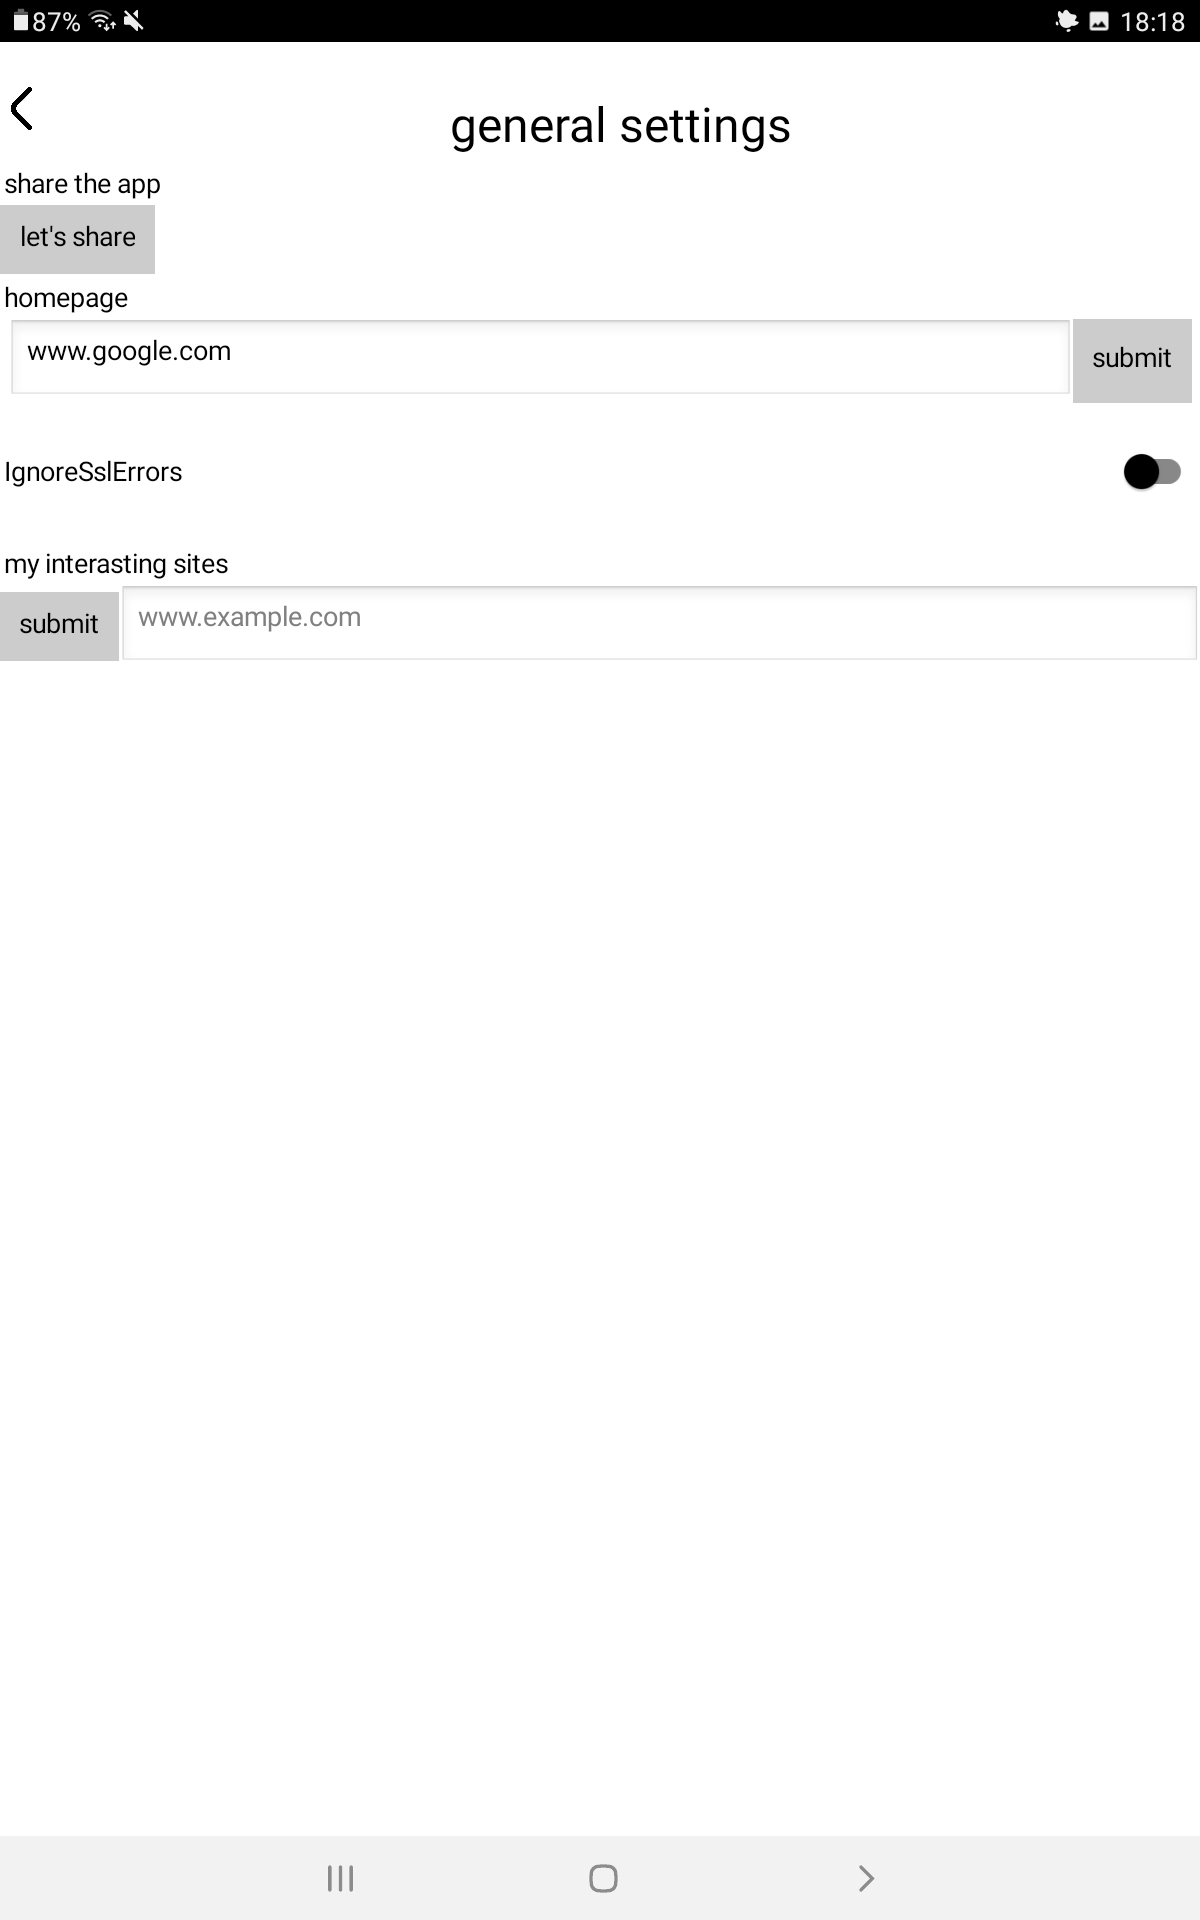 87% 18:18
general settings
share the app
let's share
homepage
www.google.com submit
IgnoreSslErrors
my interasting sites
submit www.example.com